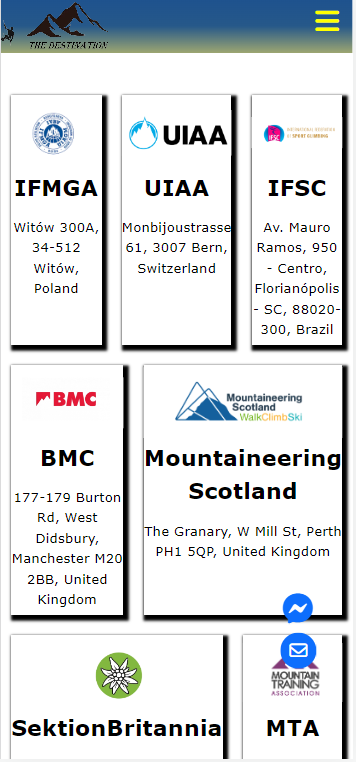 THE DESTINATION
UIAA
IFSC
IFMGA
UIAA
IFSC
Witów 300A,
34-512
Witów,
Poland
Monbijoustrasse
61, 3007 Bern,
Switzerland
Av. Mauro
Ramos, 950
- Centro,
Florianópolis
- SC, 88020-
300, Brazil
BMC
Mountaineering
Scotland
WalkClimbSki
BMC
Mountaineering
Scotland
177-179 Burton
Rd, West
Didsbury,
Manchester M20
2BB, United
Kingdom
The Granary, W Mill St, Perth
PH1 5QP, United Kingdom
MOUNTAIN
TRAINING
ASSOCIATION
SektionBritannia
MTA